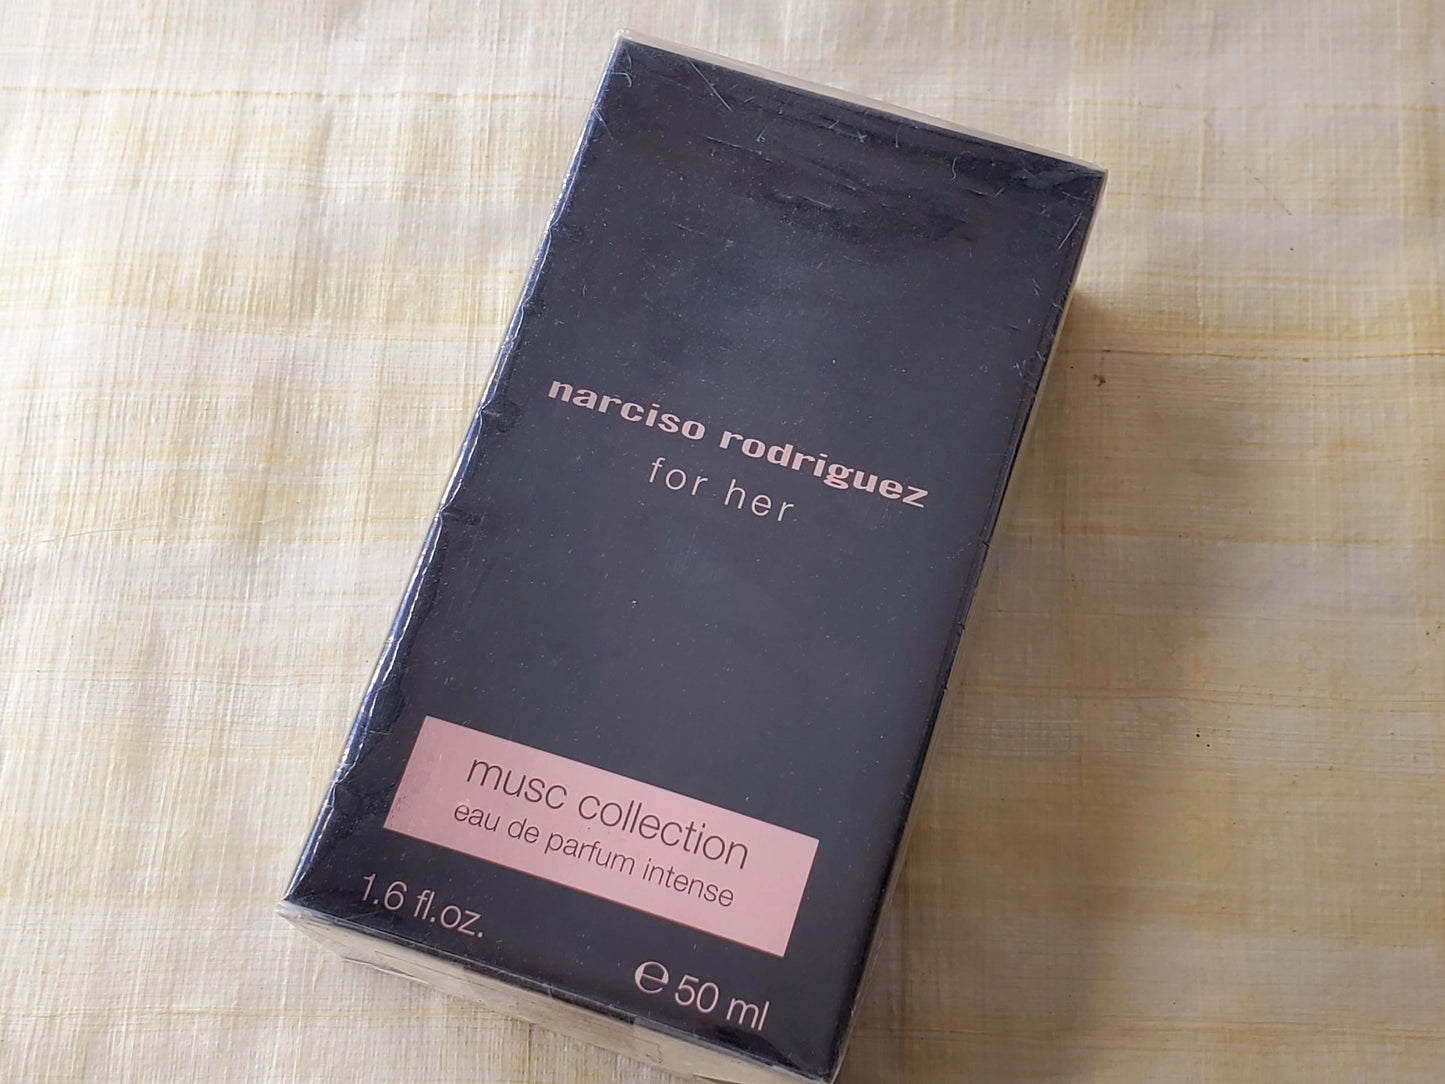 narciso rodriguez
for her
musc collection
eau de parfum intense
1.6 fl.oz.
℮ 50 ml